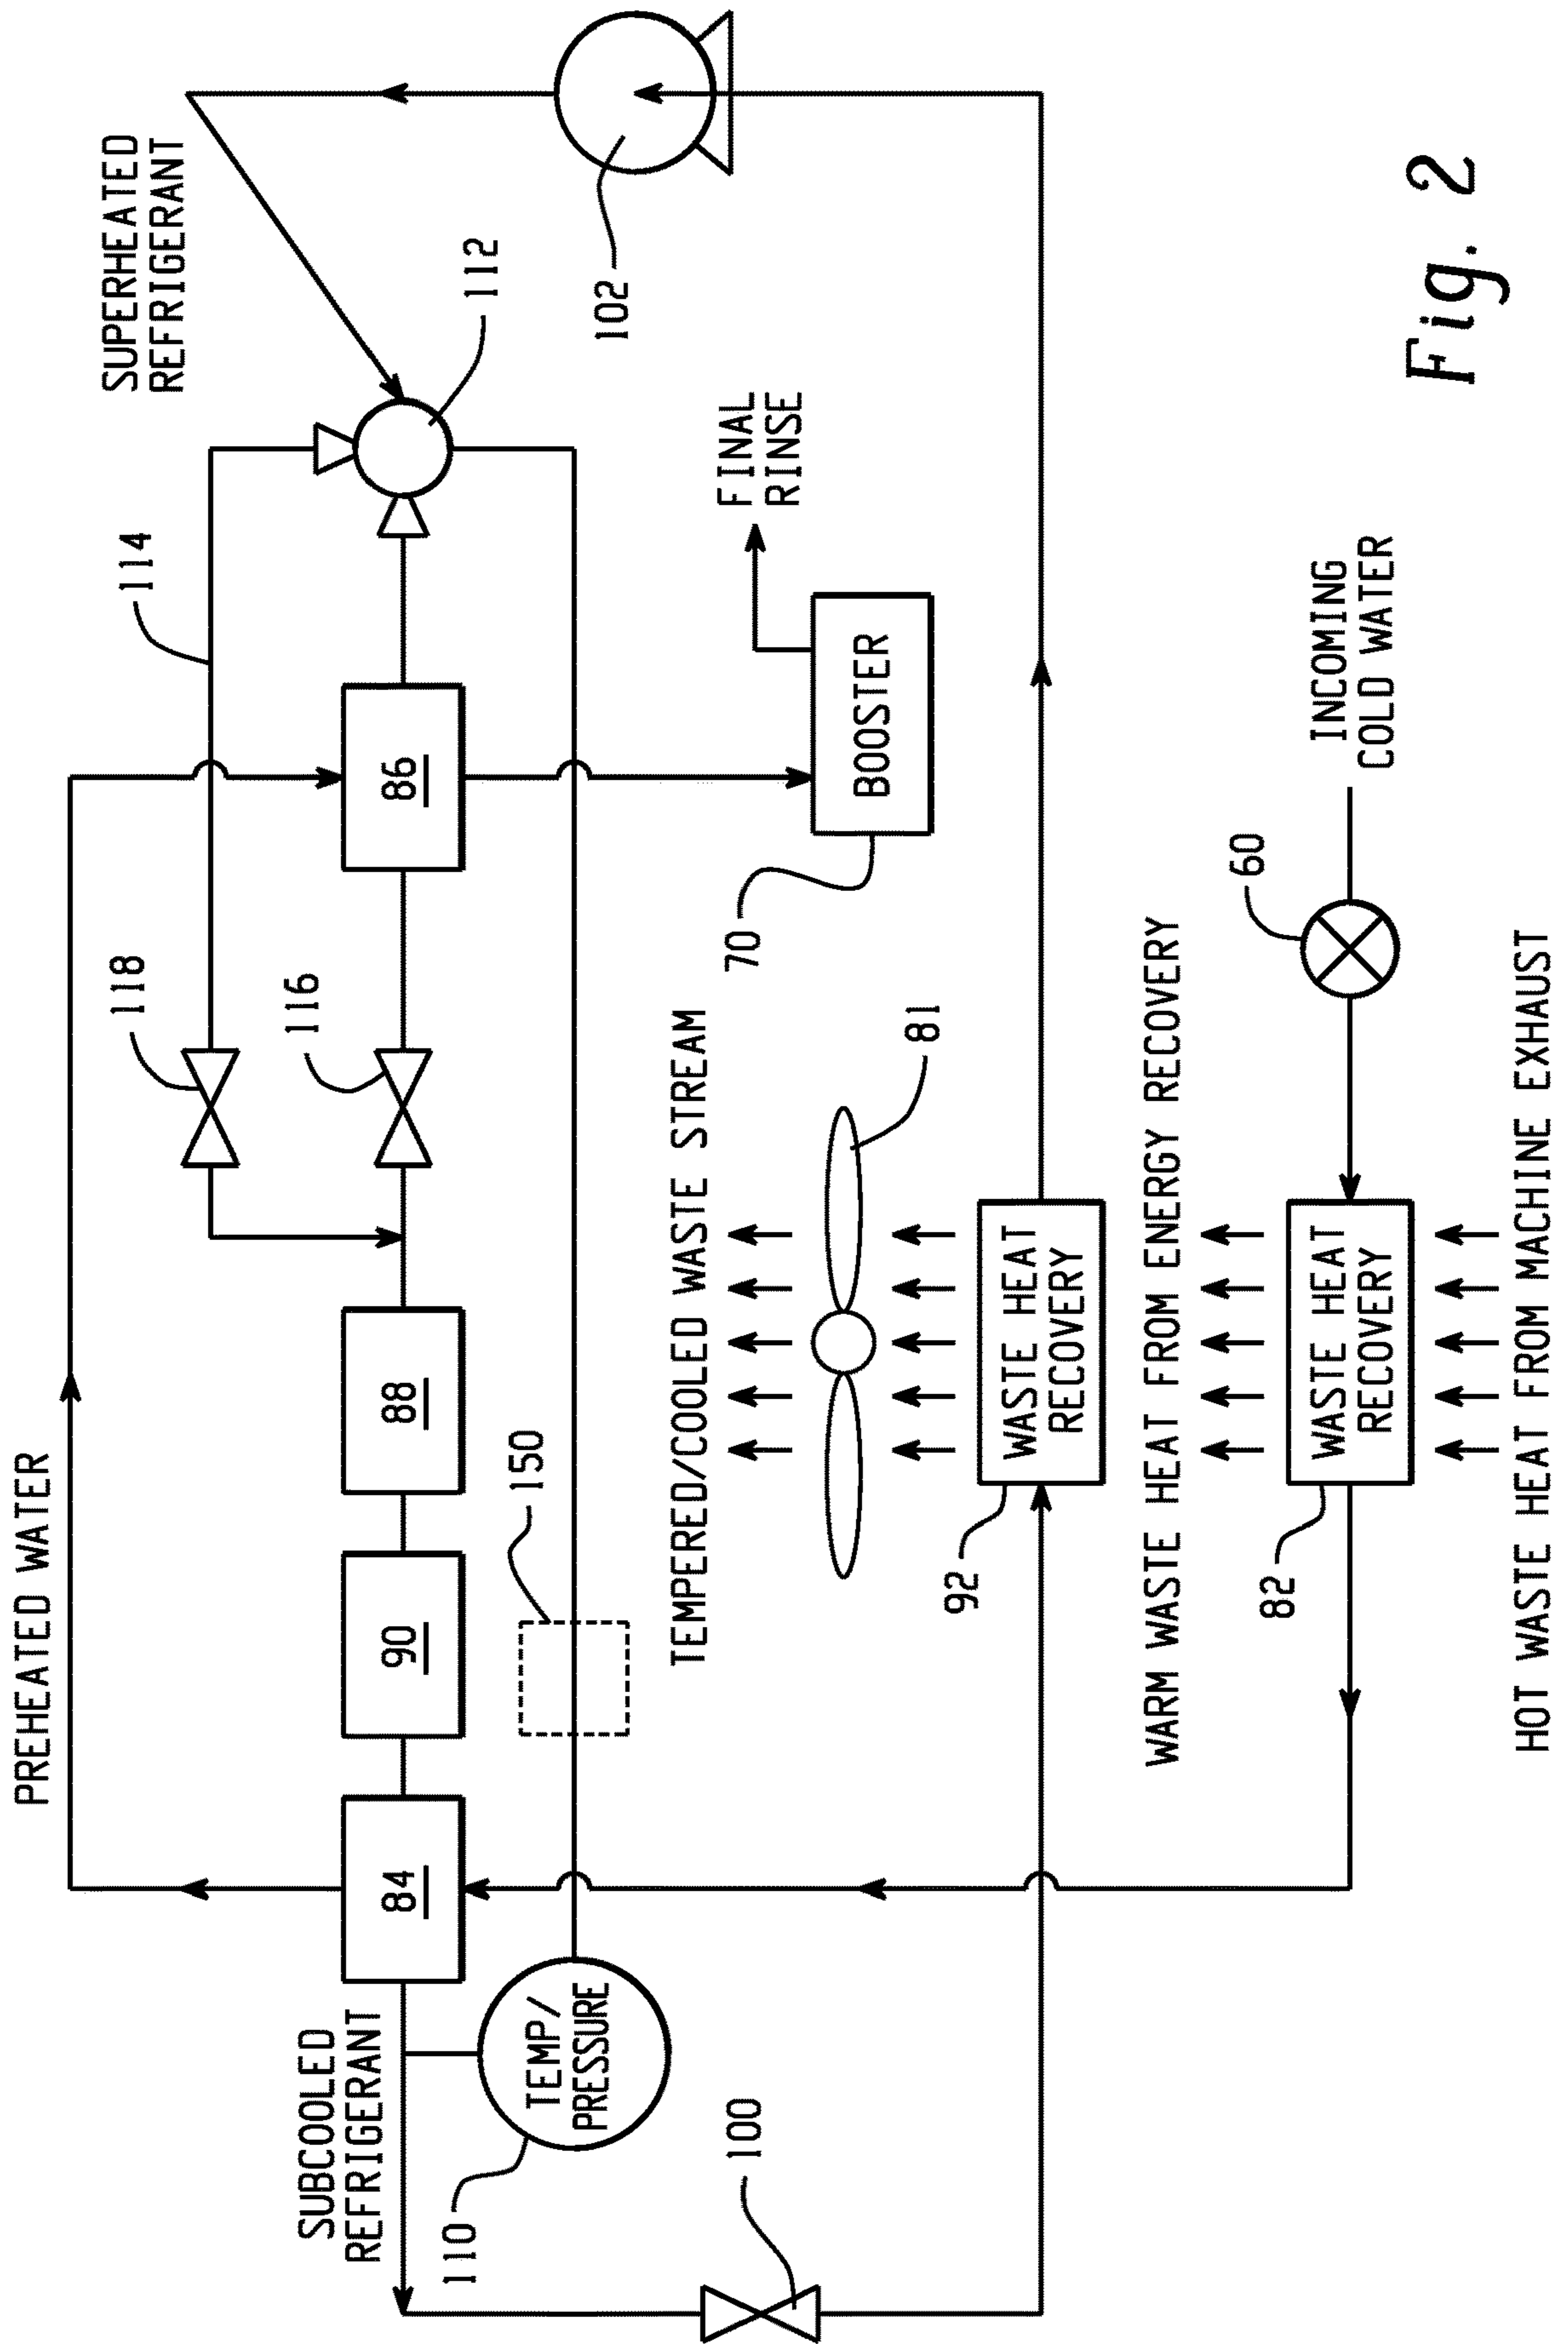 PREHEATED WATER
SUPERHEATED
REFRIGERANT
114
118
116
112
86
88
90
84
SUBCOOLED
REFRIGERANT
TEMP/
PRESSURE
110
150
100
102
FINAL
RINSE
BOOSTER
70
TEMPERED/COOLED WASTE STREAM
81
WASTE HEAT
RECOVERY
92
WARM WASTE HEAT FROM ENERGY RECOVERY
INCOMING
COLD WATER
60
WASTE HEAT
RECOVERY
82
HOT WASTE HEAT FROM MACHINE EXHAUST
Fig. 2